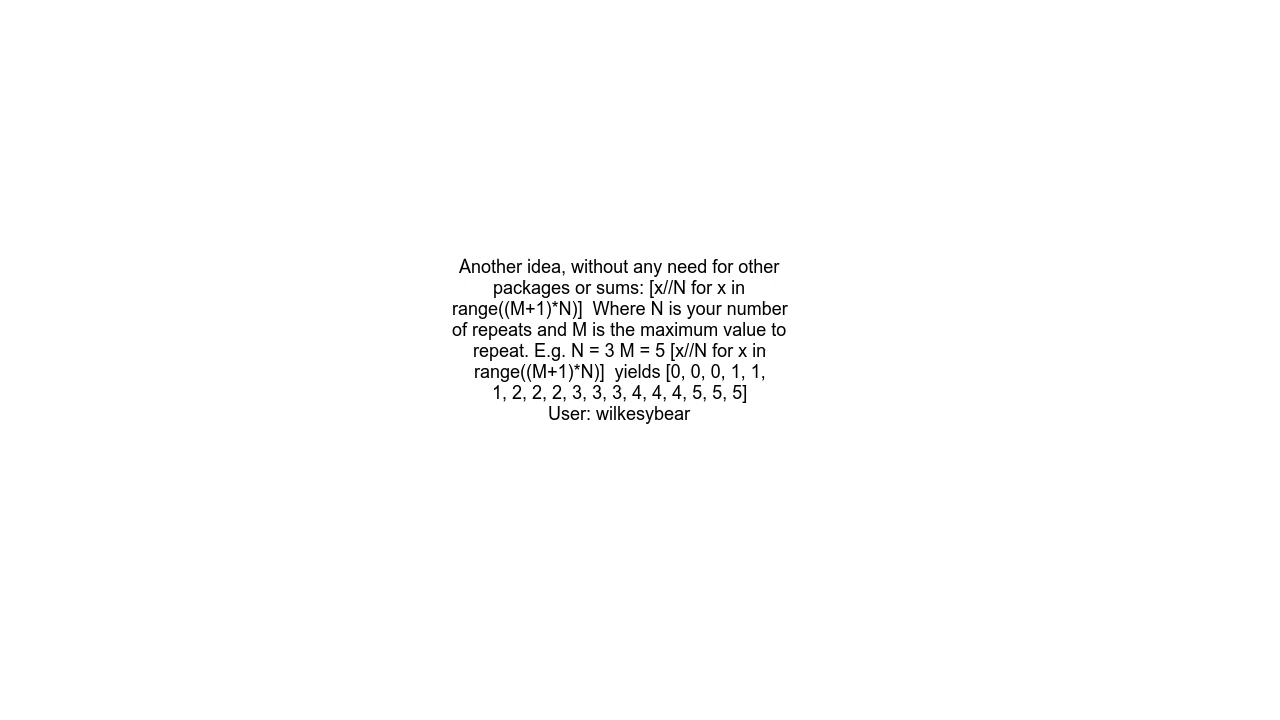 Another idea, without any need for other
packages or sums: [x//N for x in
range((M+1)*N)]  Where N is your number
of repeats and M is the maximum value to
repeat. E.g. N = 3 M = 5 [x//N for x in
range((M+1)*N)]  yields [0, 0, 0, 1, 1,
1, 2, 2, 2, 3, 3, 3, 4, 4, 4, 5, 5, 5]
User: wilkesybear